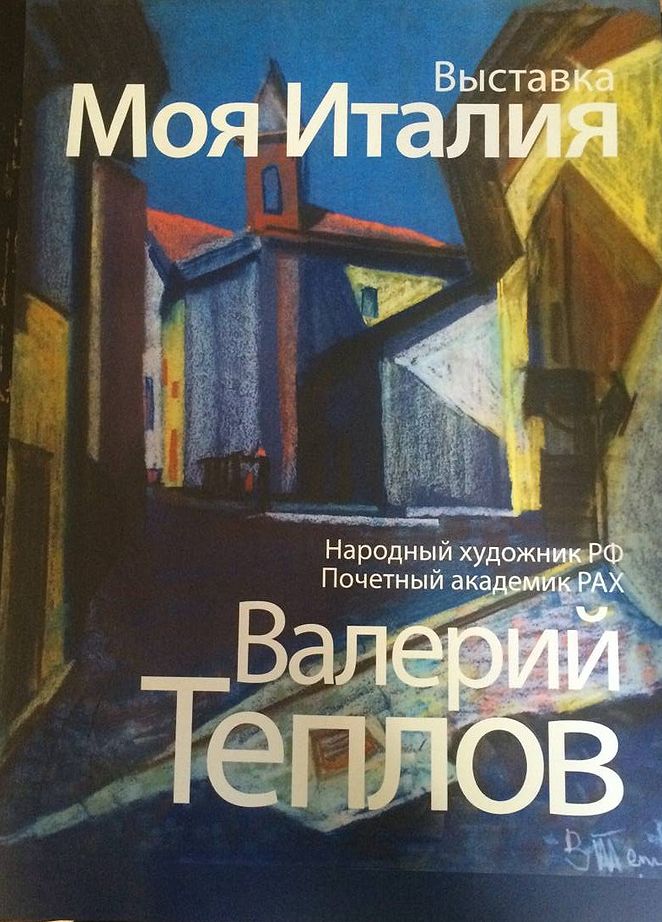 Выставка
Моя Италия
Народный художник РФ
Почетный академик РАХ
Валерий
Теплов